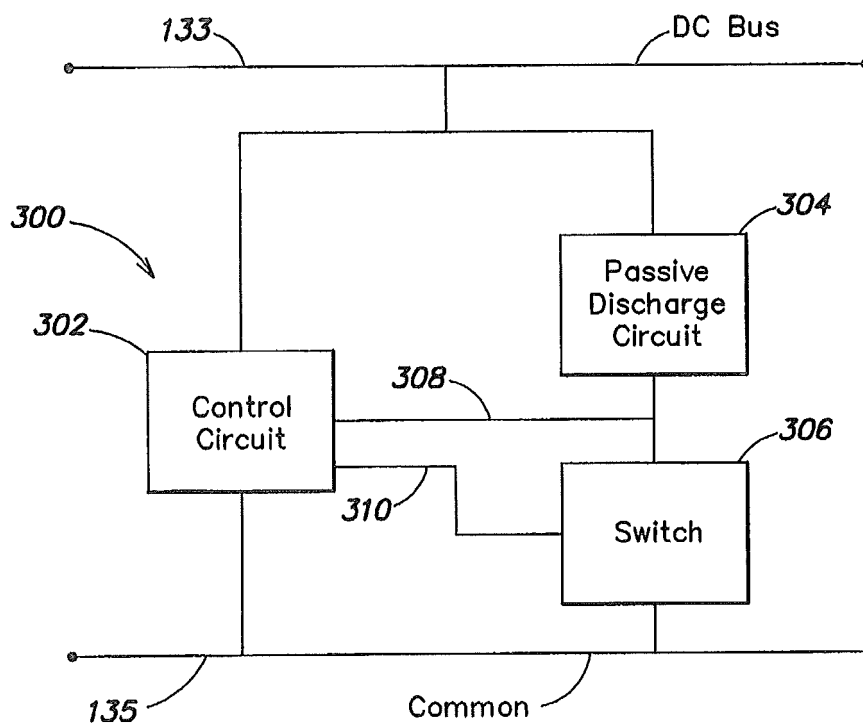 133
DC Bus
300
304
Passive
Discharge
Circuit
302
308
Control
Circuit
306
310
Switch
135
Common